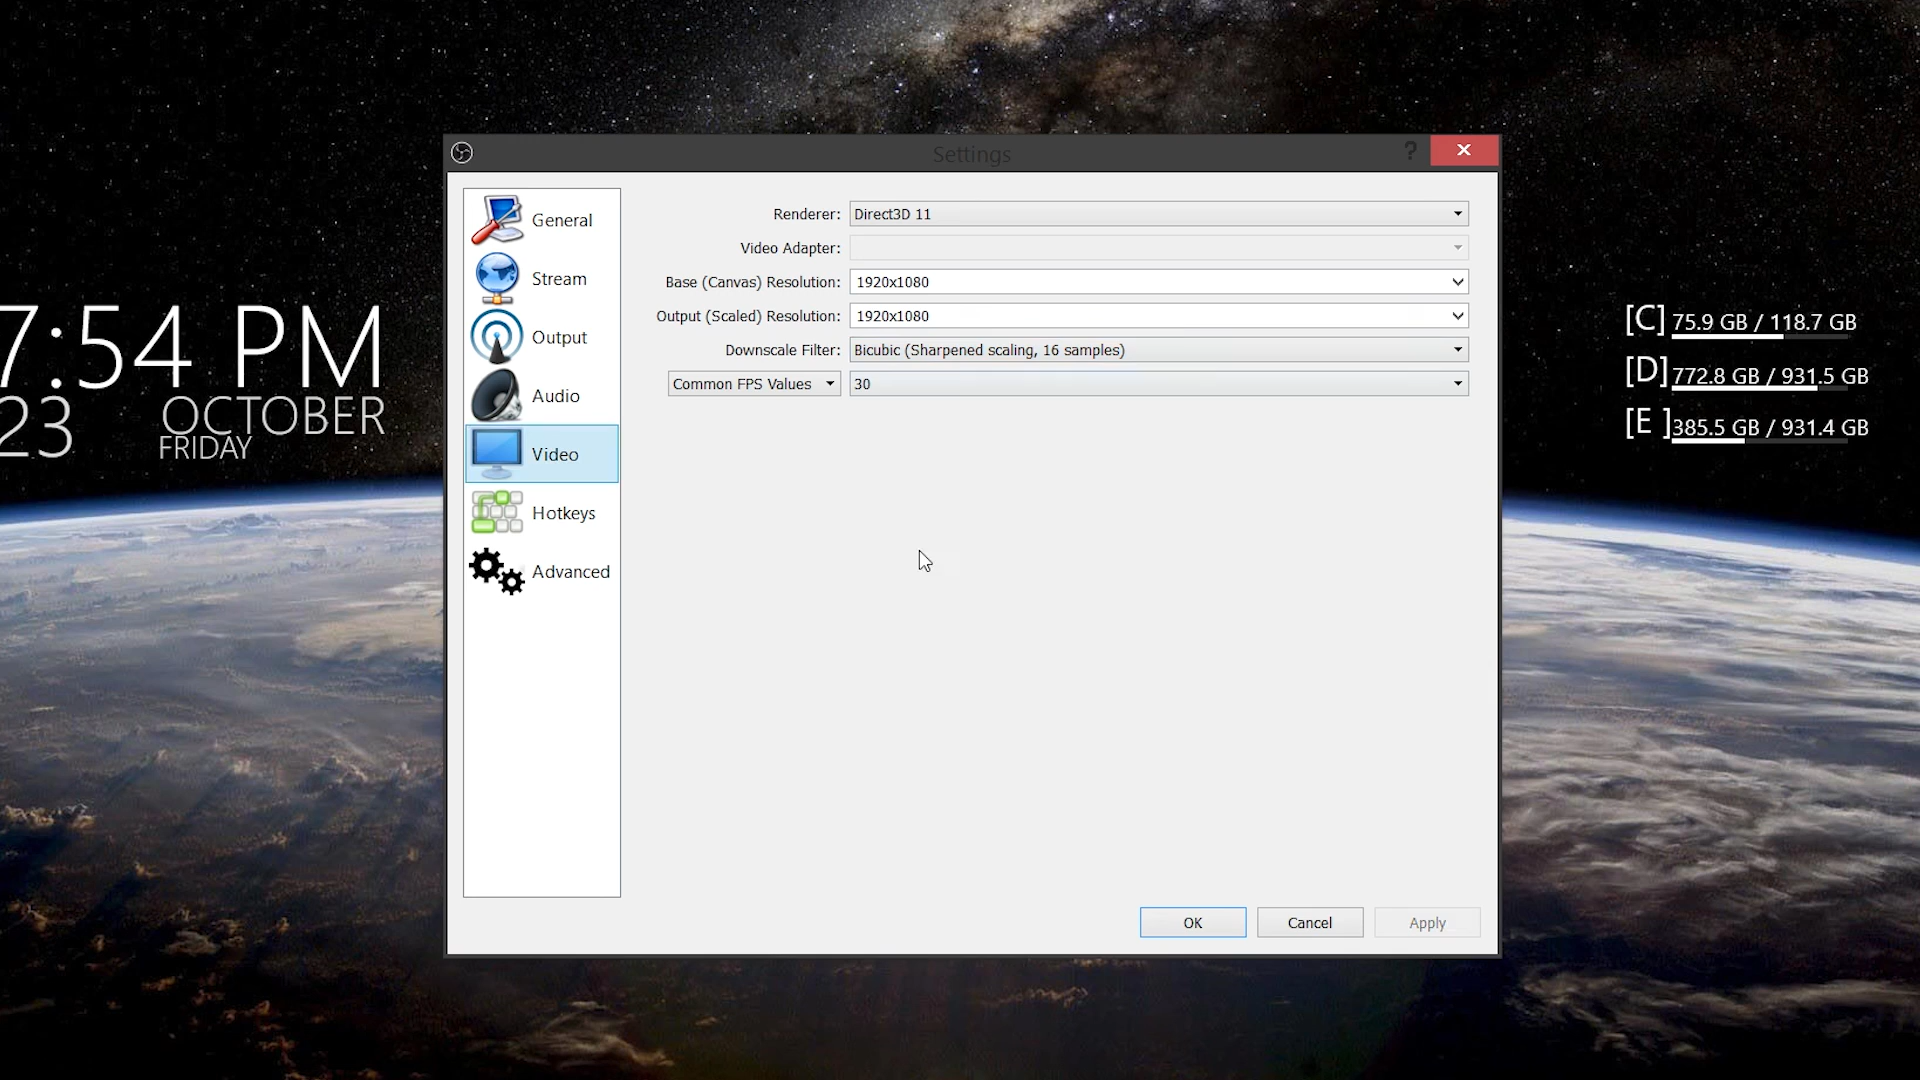 Settings
?
General
Stream
Output
Audio
Video
Hotkeys
Advanced
Renderer: Direct3D 11
Video Adapter:
Base (Canvas) Resolution: 1920x1080
Output (Scaled) Resolution: 1920x1080
Downscale Filter: Bicubic (Sharpened scaling, 16 samples)
Common FPS Values 30
OK Cancel Apply
7:54 PM
23 OCTOBER
FRIDAY
[C] 75.9 GB / 118.7 GB
[D] 772.8 GB / 931.5 GB
[E ] 385.5 GB / 931.4 GB